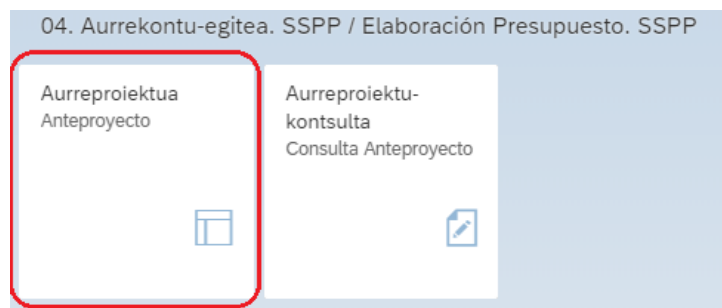 04. Aurrekontu-egitea. SSPP / Elaboración Presupuesto. SSPP
Aurreproiektua
Anteproyecto
Aurreproiektu-
kontsulta
Consulta Anteproyecto